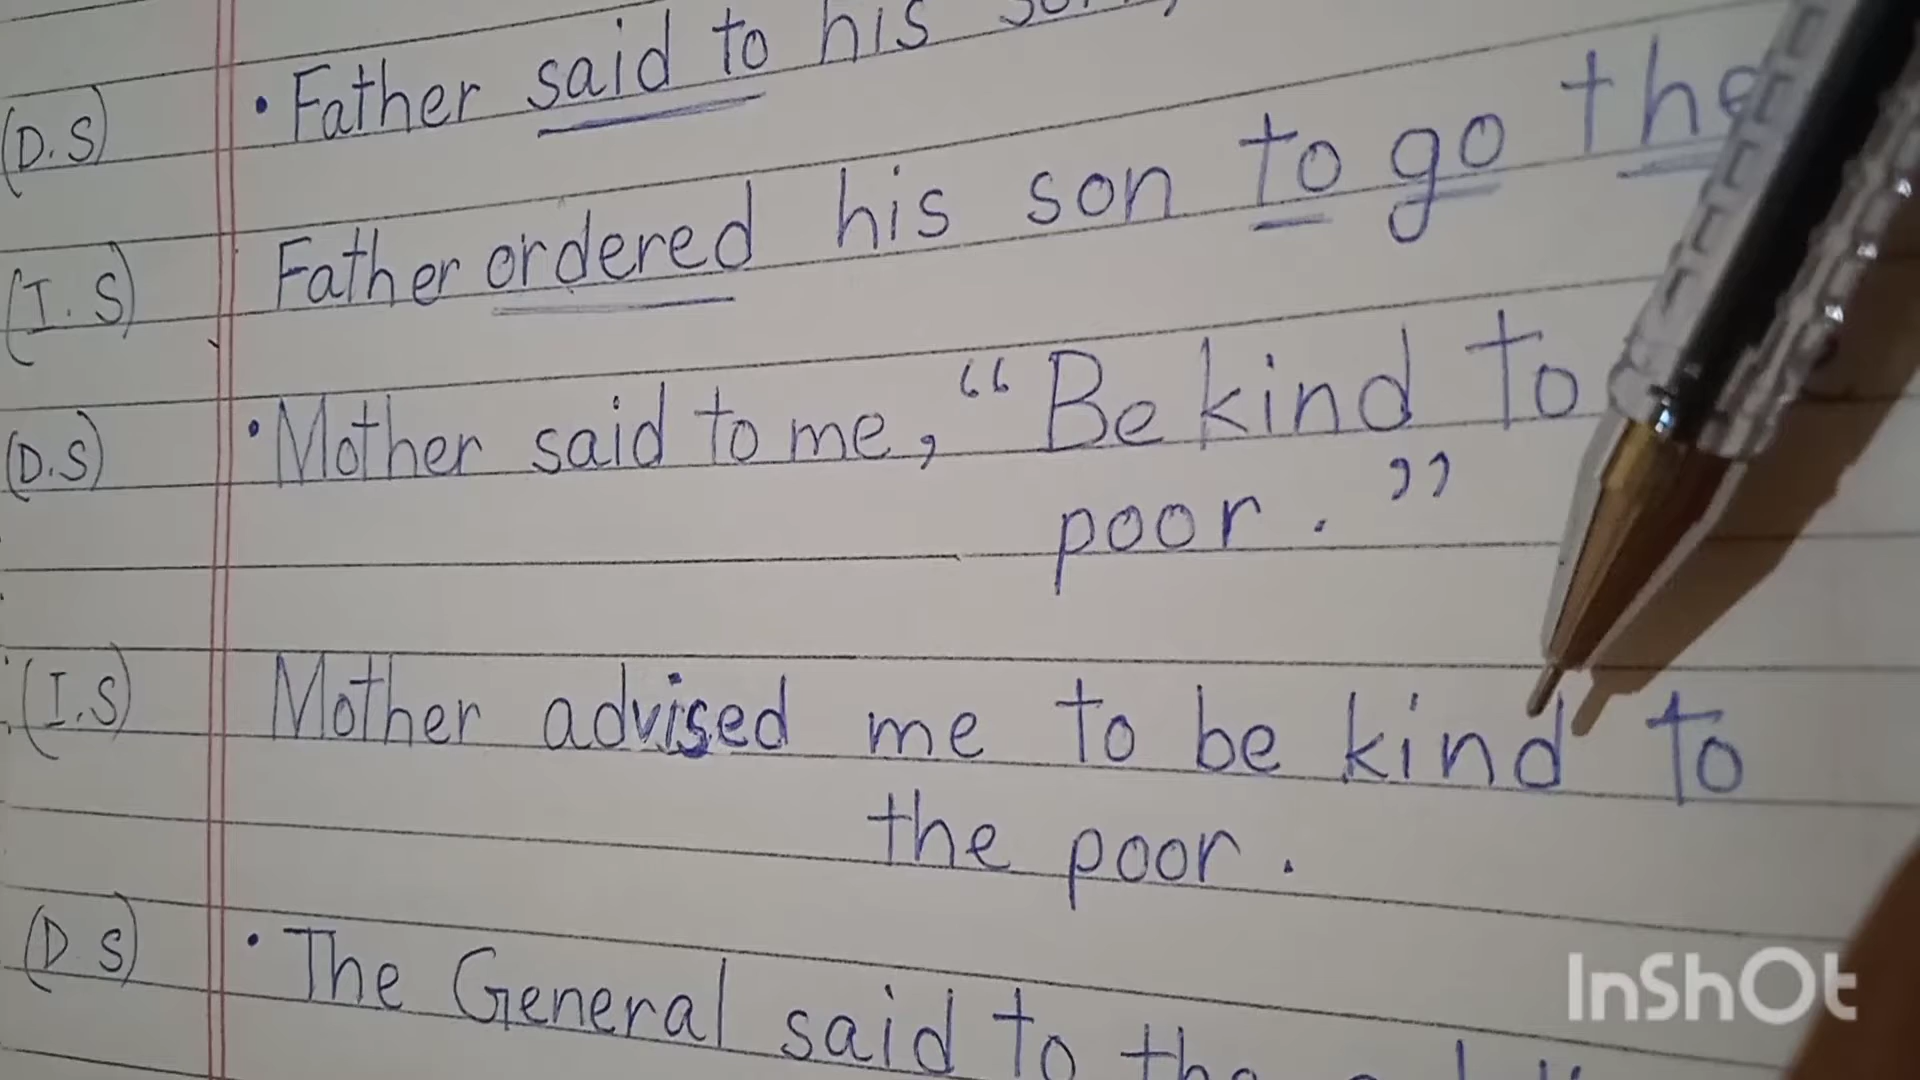 (D.S) • Father said to his
(I.S) Father ordered his son to go
(D.S) • Mother said to me, “Be kind to
poor.”
(I.S) Mother advised me to be kind to
the poor.
(D S) • The General said to the
InShOt